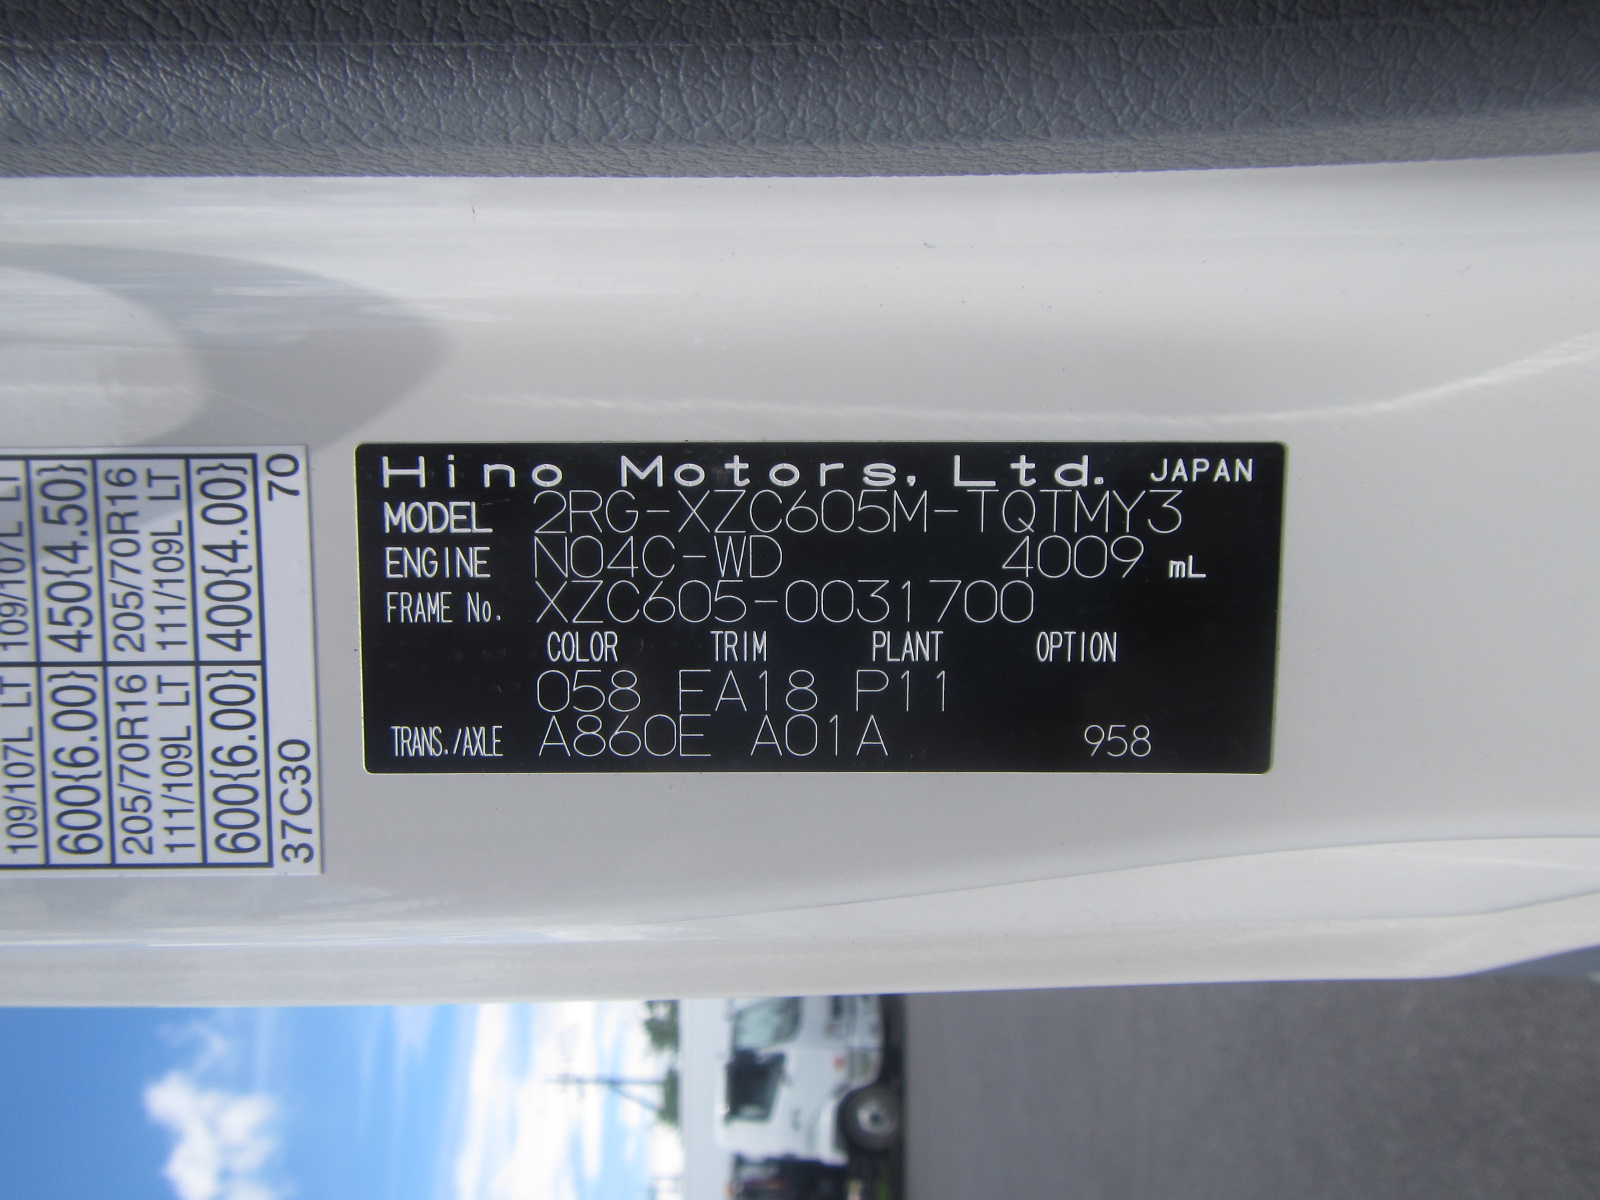 Hino Motors, Ltd. JAPAN
MODEL 2RG-XZC605M-TQTMY3
ENGINE N04C-WD 4009 mL
FRAME No. XZC605-0031700
COLOR TRIM PLANT OPTION
058 FA18 P11
TRANS./AXLE A860E A01A 958
109/107L LT 109/107L LT
600{6.00} 450{4.50}
205/70R16 205/70R16
111/109L LT 111/109L LT
600{6.00} 400{4.00}
37C30 70